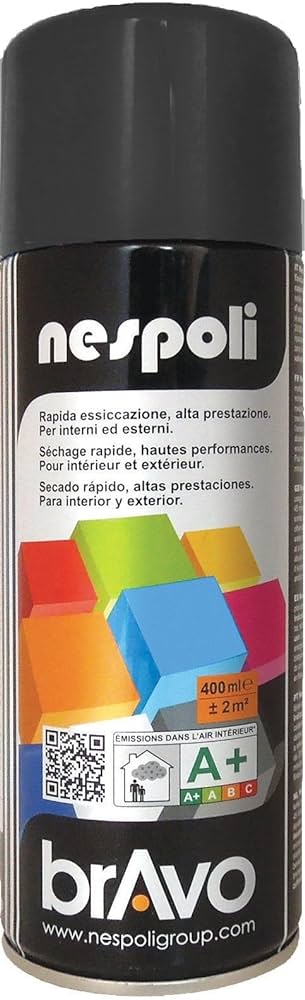 nespoli
Rapida essiccazione, alta prestazione.
Per interni ed esterni.
Séchage rapide, hautes performances.
Pour intérieur et extérieur.
Secado rápido, altas prestaciones.
Para interior y exterior.
400ml℮
± 2m²
ÉMISSIONS DANS L'AIR INTÉRIEUR*
A+
A+ A B C
brAvo
www.nespoligroup.com